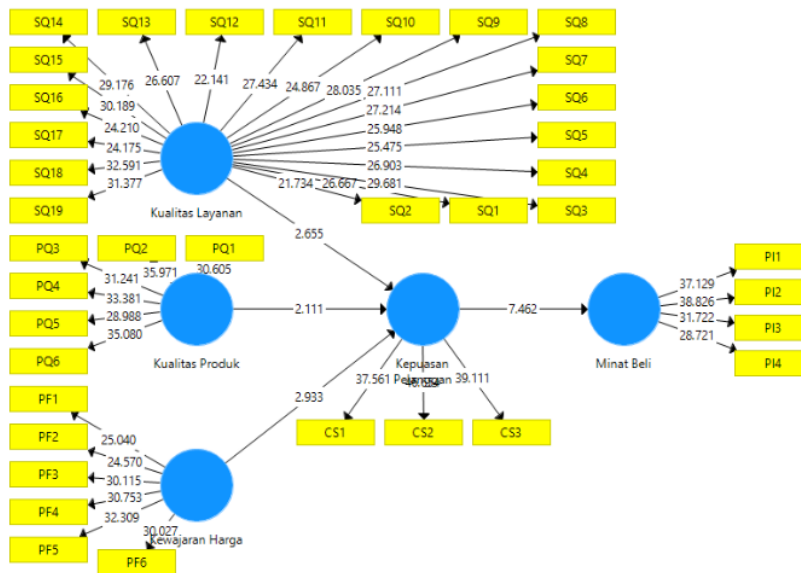 SQ14
SQ13
SQ12
SQ11
SQ10
SQ9
SQ8
SQ15
SQ7
SQ16
SQ6
SQ17
SQ5
SQ18
SQ4
SQ19
SQ2
SQ1
SQ3
29.176
26.607
22.141
27.434
24.867
28.035
27.111
30.189
27.214
24.210
25.948
24.175
25.475
32.591
26.903
31.377
21.734
26.667
29.681
Kualitas Layanan
2.655
PQ3
PQ2
PQ1
PQ4
PQ5
PQ6
31.241
35.971
30.605
33.381
28.988
35.080
Kualitas Produk
2.111
Kepuasan
Pelanggan
7.462
Minat Beli
PI1
PI2
PI3
PI4
37.129
38.826
31.722
28.721
37.561
39.111
CS1
CS2
CS3
2.933
PF1
PF2
PF3
PF4
PF5
PF6
25.040
24.570
30.115
30.753
32.309
30.027
Kewajaran Harga